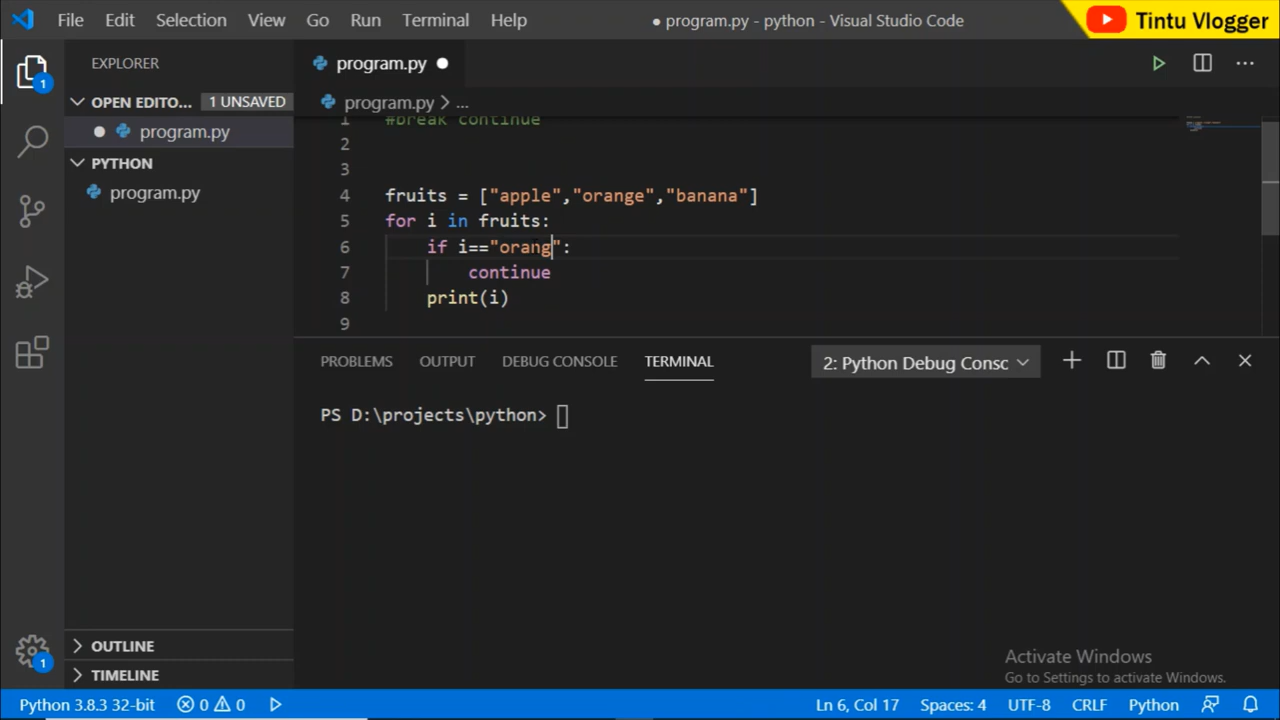 File Edit Selection View Go Run Terminal Help
● program.py - python - Visual Studio Code
Tintu Vlogger
EXPLORER
program.py
OPEN EDITO... 1 UNSAVED
program.py > ...
program.py
PYTHON
program.py
1 #break continue
2
3
4 fruits = ["apple","orange","banana"]
5 for i in fruits:
6 if i=="orang":
7 continue
8 print(i)
9
PROBLEMS OUTPUT DEBUG CONSOLE TERMINAL
2: Python Debug Consc
PS D:\projects\python>
1
OUTLINE
TIMELINE
1
Activate Windows
Go to Settings to activate Windows.
Python 3.8.3 32-bit 0 0
Ln 6, Col 17 Spaces: 4 UTF-8 CRLF Python